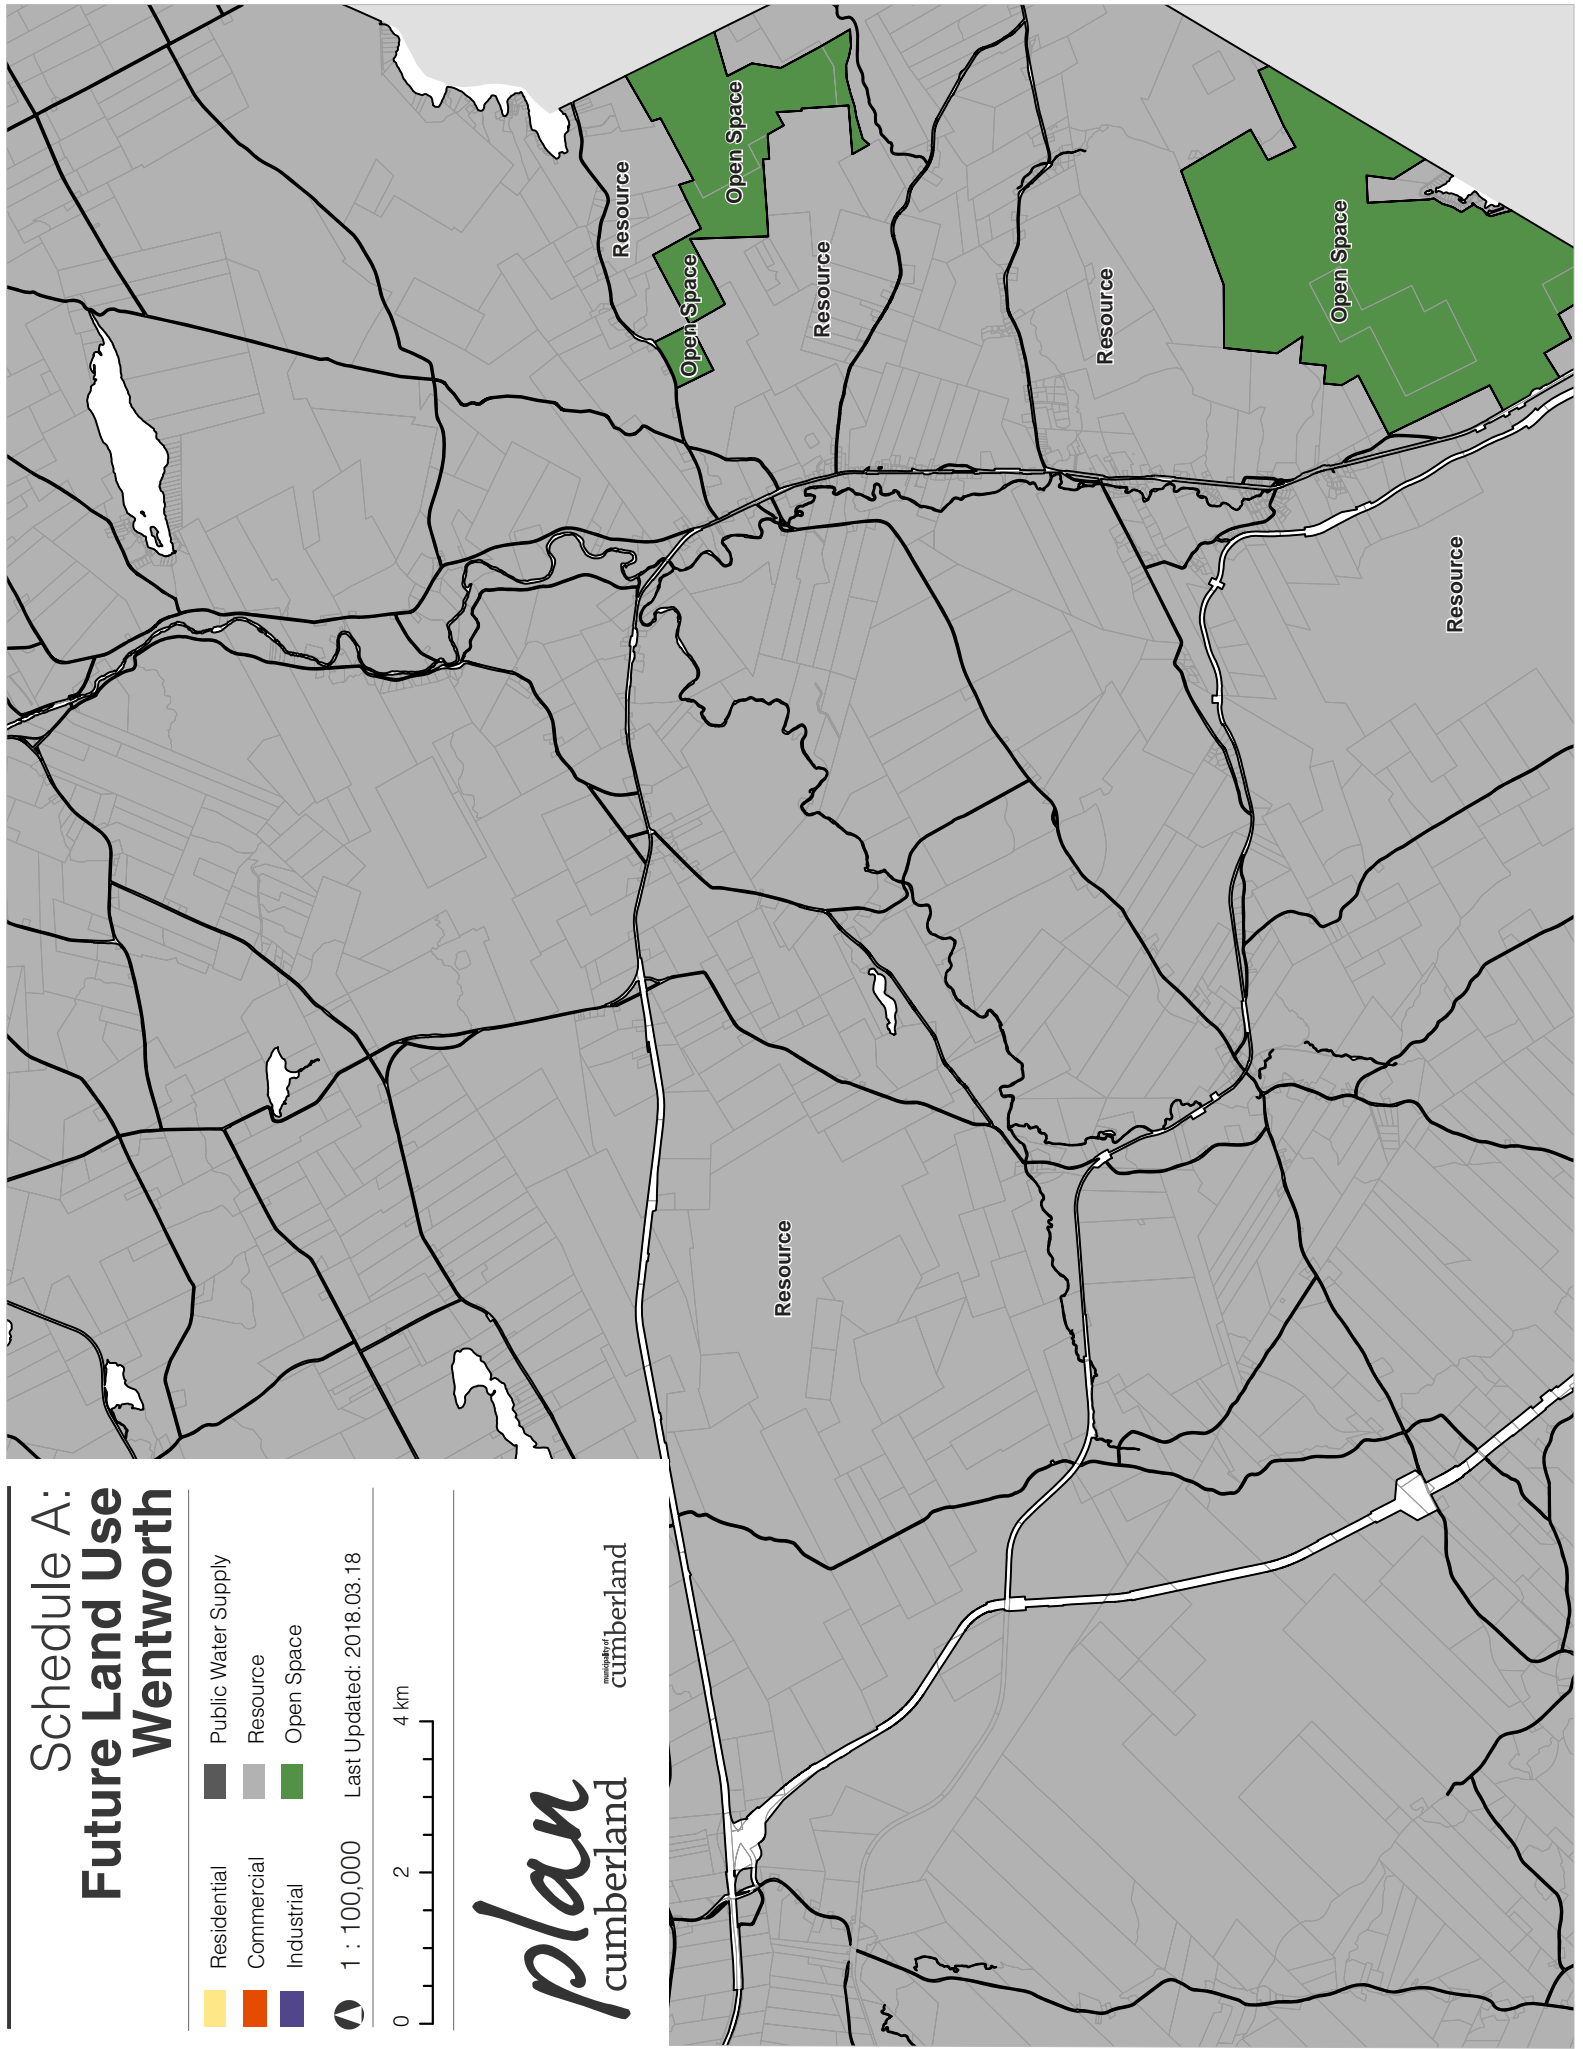 Schedule A:
Future Land Use
Wentworth
Residential
Commercial
Industrial
Public Water Supply
Resource
Open Space
1 : 100,000
Last Updated: 2018.03.18
0 2 4 km
plan
cumberland
municipality of
cumberland
Resource
Open Space
Open Space
Resource
Resource
Open Space
Resource
Resource